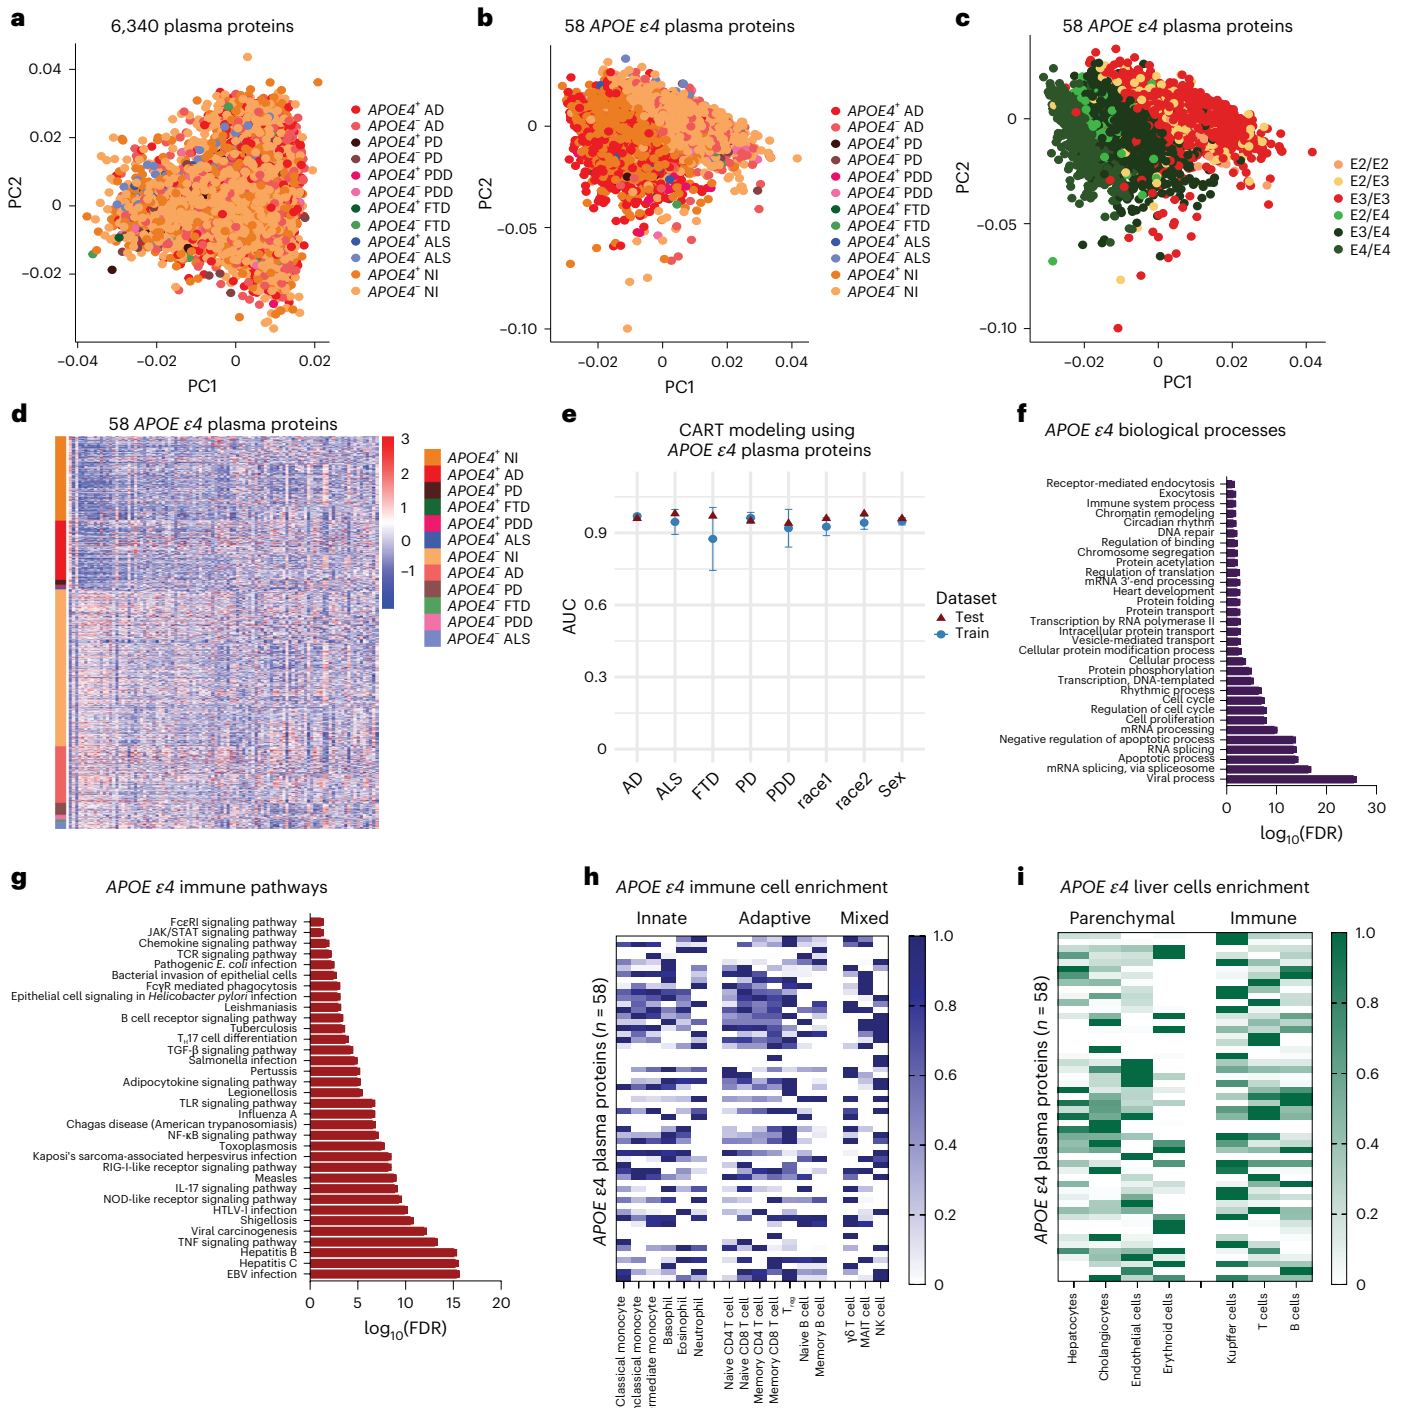 a
6,340 plasma proteins
0.04
0.02
0
−0.02
−0.04
−0.02
0
0.02
PC2
PC1
APOE4+ AD
APOE4− AD
APOE4+ PD
APOE4− PD
APOE4+ PDD
APOE4− PDD
APOE4+ FTD
APOE4− FTD
APOE4+ ALS
APOE4− ALS
APOE4+ NI
APOE4− NI
b
58 APOE ε4 plasma proteins
0
−0.05
−0.10
−0.02
0
0.02
0.04
PC2
PC1
APOE4+ AD
APOE4− AD
APOE4+ PD
APOE4− PD
APOE4+ PDD
APOE4− PDD
APOE4+ FTD
APOE4− FTD
APOE4+ ALS
APOE4− ALS
APOE4+ NI
APOE4− NI
c
58 APOE ε4 plasma proteins
0
−0.05
−0.10
−0.02
0
0.02
0.04
PC2
PC1
E2/E2
E2/E3
E3/E3
E2/E4
E3/E4
E4/E4
d
58 APOE ε4 plasma proteins
3
2
1
0
−1
APOE4+ NI
APOE4+ AD
APOE4+ PD
APOE4+ FTD
APOE4+ PDD
APOE4+ ALS
APOE4− NI
APOE4− AD
APOE4− PD
APOE4− FTD
APOE4− PDD
APOE4− ALS
e
CART modeling using
APOE ε4 plasma proteins
0.9
0.6
0.3
0
AUC
AD
ALS
FTD
PD
PDD
race1
race2
Sex
Dataset
Test
Train
f
APOE ε4 biological processes
Receptor-mediated endocytosis
Exocytosis
Immune system process
Chromatin remodeling
Circadian rhythm
DNA repair
Regulation of binding
Chromosome segregation
Protein acetylation
Regulation of translation
mRNA 3′-end processing
Heart development
Protein folding
Protein transport
Transcription by RNA polymerase II
Intracellular protein transport
Vesicle-mediated transport
Cellular protein modification process
Cellular process
Protein phosphorylation
Transcription, DNA-templated
Rhythmic process
Cell cycle
Regulation of cell cycle
Cell proliferation
mRNA processing
Negative regulation of apoptotic process
RNA splicing
Apoptotic process
mRNA splicing, via spliceosome
Viral process
0
10
20
30
log10(FDR)
g
APOE ε4 immune pathways
FcεRI signaling pathway
JAK/STAT signaling pathway
Chemokine signaling pathway
TCR signaling pathway
Pathogenic E. coli infection
Bacterial invasion of epithelial cells
FcγR mediated phagocytosis
Epithelial cell signaling in Helicobacter pylori infection
Leishmaniasis
B cell receptor signaling pathway
Tuberculosis
TH17 cell differentiation
TGF-β signaling pathway
Salmonella infection
Pertussis
Adipocytokine signaling pathway
Legionellosis
TLR signaling pathway
Influenza A
Chagas disease (American trypanosomiasis)
NF-κB signaling pathway
Toxoplasmosis
Kaposi's sarcoma-associated herpesvirus infection
RIG-I-like receptor signaling pathway
Measles
IL-17 signaling pathway
NOD-like receptor signaling pathway
HTLV-I infection
Shigellosis
Viral carcinogenesis
TNF signaling pathway
Hepatitis B
Hepatitis C
EBV infection
0
5
10
15
20
log10(FDR)
h
APOE ε4 immune cell enrichment
Innate
Adaptive
Mixed
APOE ε4 plasma proteins (n = 58)
1.0
0.8
0.6
0.4
0.2
0
Classical monocyte
nclassical monocyte
rmediate monocyte
Basophil
Eosinophil
Neutrophil
Naive CD4 T cell
Naive CD8 T cell
Memory CD4 T cell
Memory CD8 T cell
Treg
Naive B cell
Memory B cell
γδ T cell
MAIT cell
NK cell
i
APOE ε4 liver cells enrichment
Parenchymal
Immune
APOE ε4 plasma proteins (n = 58)
1.0
0.8
0.6
0.4
0.2
0
Hepatocytes
Cholangiocytes
Endothelial cells
Erythroid cells
Kupffer cells
T cells
B cells